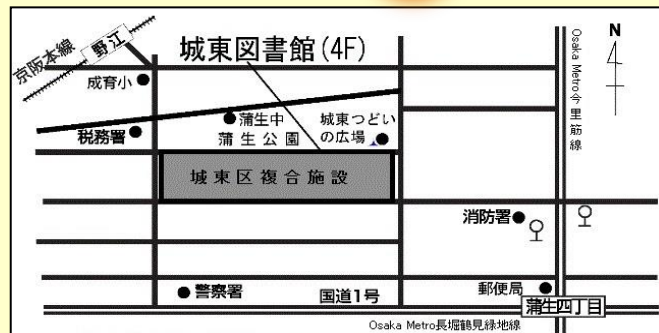 京阪本線
野江
城東図書館(4F)
成育小
Osaka Metro今里筋線
N
税務署
蒲生中
蒲生公園
城東つどい
の広場
城東区複合施設
消防署
警察署
国道1号
郵便局
蒲生四丁目
Osaka Metro長堀鶴見緑地線